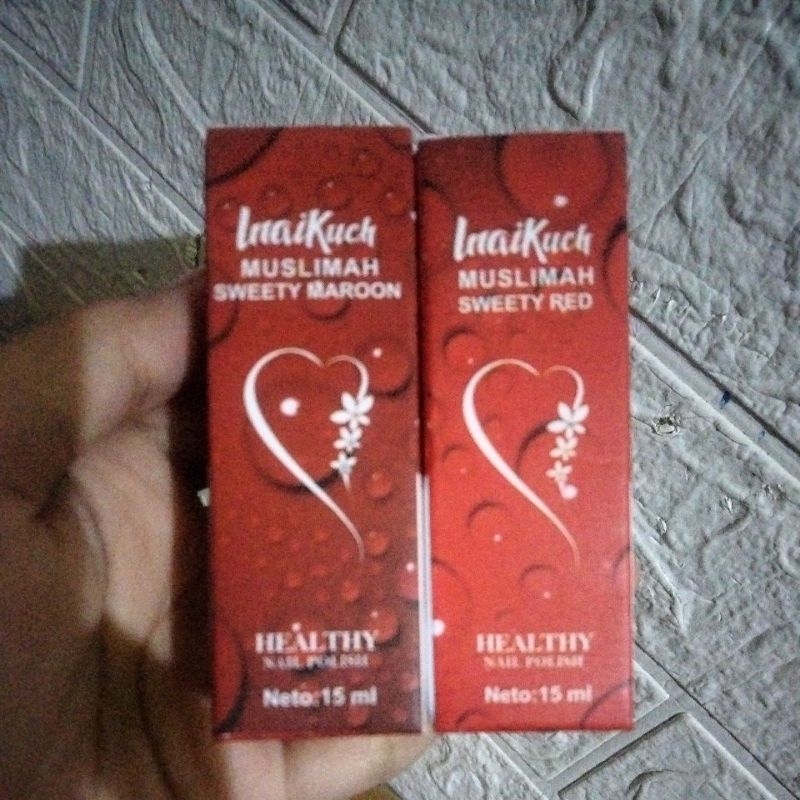 InaiKuch
MUSLIMAH
SWEETY MAROON
HEALTHY
NAIL POLISH
Neto:15 ml
InaiKuch
MUSLIMAH
SWEETY RED
HEALTHY
NAIL POLISH
Neto:15 ml